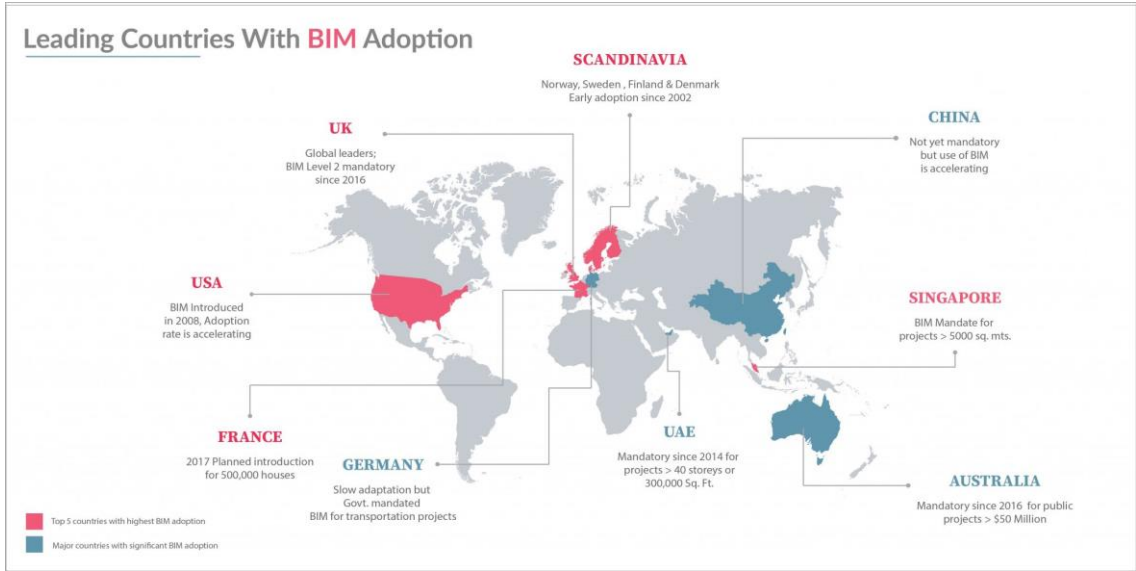 Leading Countries With BIM Adoption
SCANDINAVIA
Norway, Sweden , Finland & Denmark
Early adoption since 2002
UK
Global leaders;
BIM Level 2 mandatory
since 2016
CHINA
Not yet mandatory
but use of BIM
is accelerating
USA
BIM Introduced
in 2008, Adoption
rate is accelerating
SINGAPORE
BIM Mandate for
projects > 5000 sq. mts.
FRANCE
2017 Planned introduction
for 500,000 houses
GERMANY
Slow adaptation but
Govt. mandated
BIM for transportation projects
UAE
Mandatory since 2014 for
projects > 40 storeys or
300,000 Sq. Ft.
AUSTRALIA
Mandatory since 2016 for public
projects > $50 Million
Top 5 countries with highest BIM adoption
Major countries with significant BIM adoption